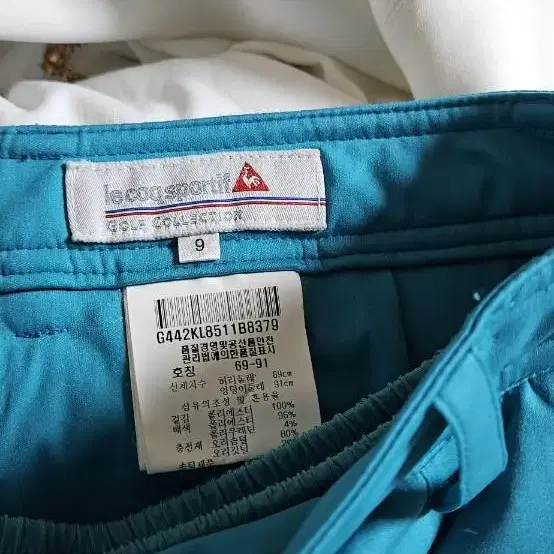 le coq sportif
GOLF COLLECTION
9
G442KL8511B8379
품질경영및공산품안전
관리법에의한품질표시
호칭 69-91
신체치수 허리둘레 69cm
엉덩이둘레 91cm
섬유의조성 및 혼용율
겉감 폴리에스터 100%
배색 폴리에스터 96%
폴리우레탄 4%
충전재 오리솜털 80%
오리깃털